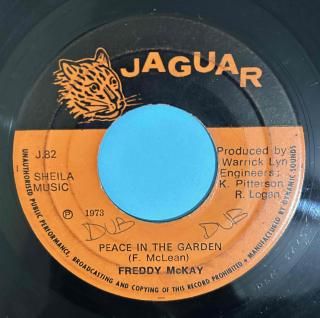 JAGUAR
J.82
SHEILA
MUSIC
Produced by
Warrick Lyn
Engineers:
K. Pitterson
R. Logan
℗ 1973
DUB DUB
PEACE IN THE GARDEN
(F. McLean)
FREDDY McKAY
UNAUTHORISED PUBLIC PERFORMANCE, BROADCASTING AND COPYING OF THIS RECORD PROHIBITED • MANUFACTURED BY DYNAMIC SOUNDS